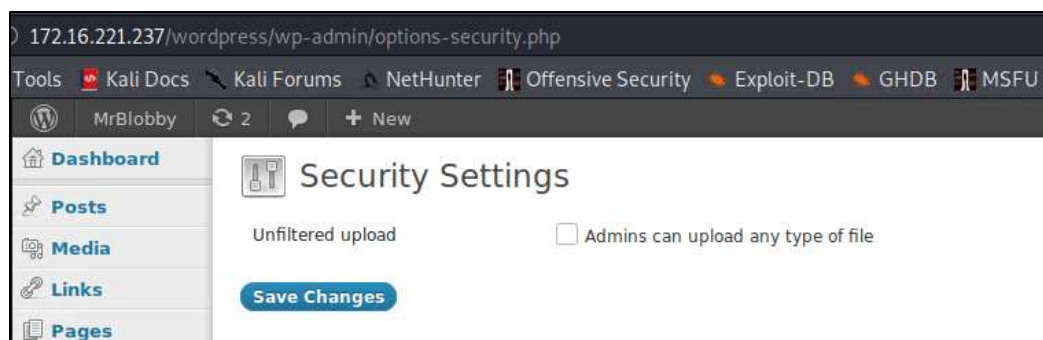 172.16.221.237/wordpress/wp-admin/options-security.php
Tools Kali Docs Kali Forums NetHunter Offensive Security Exploit-DB GHDB MSFU
MrBlobby 2 + New
Dashboard
Security Settings
Posts
Unfiltered upload Admins can upload any type of file
Media
Links
Save Changes
Pages